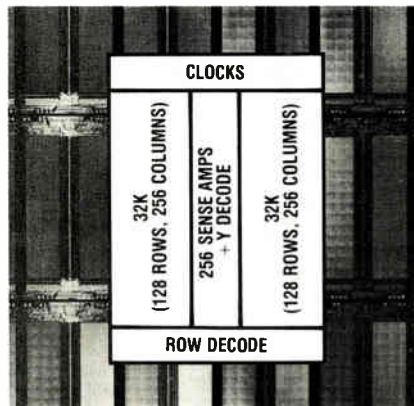 CLOCKS
32K
(128 ROWS, 256 COLUMNS)
256 SENSE AMPS
+ Y DECODE
32K
(128 ROWS, 256 COLUMNS)
ROW DECODE